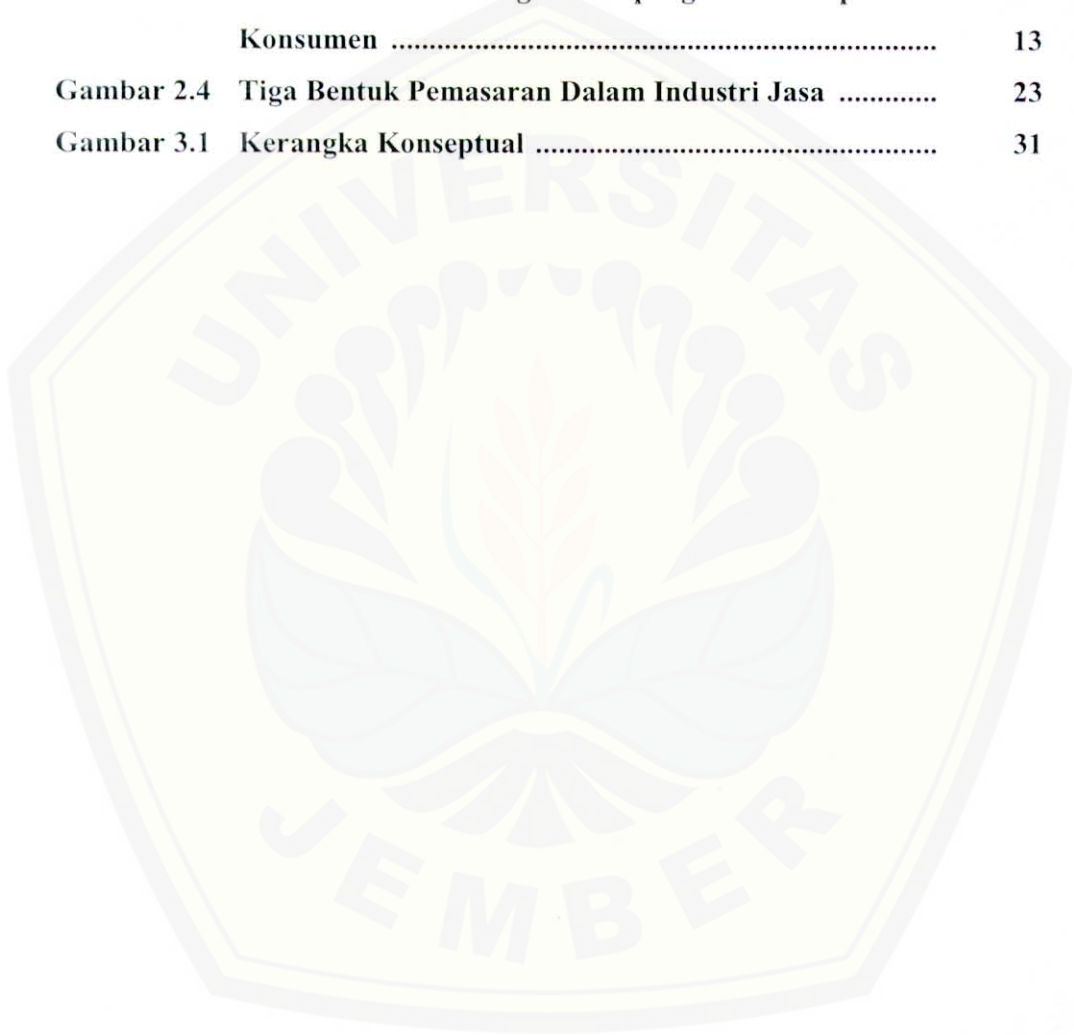 Konsumen ........................................................................ 13
Gambar 2.4 Tiga Bentuk Pemasaran Dalam Industri Jasa ............. 23
Gambar 3.1 Kerangka Konseptual ..................................................... 31
UNIVERSITAS
JEMBER